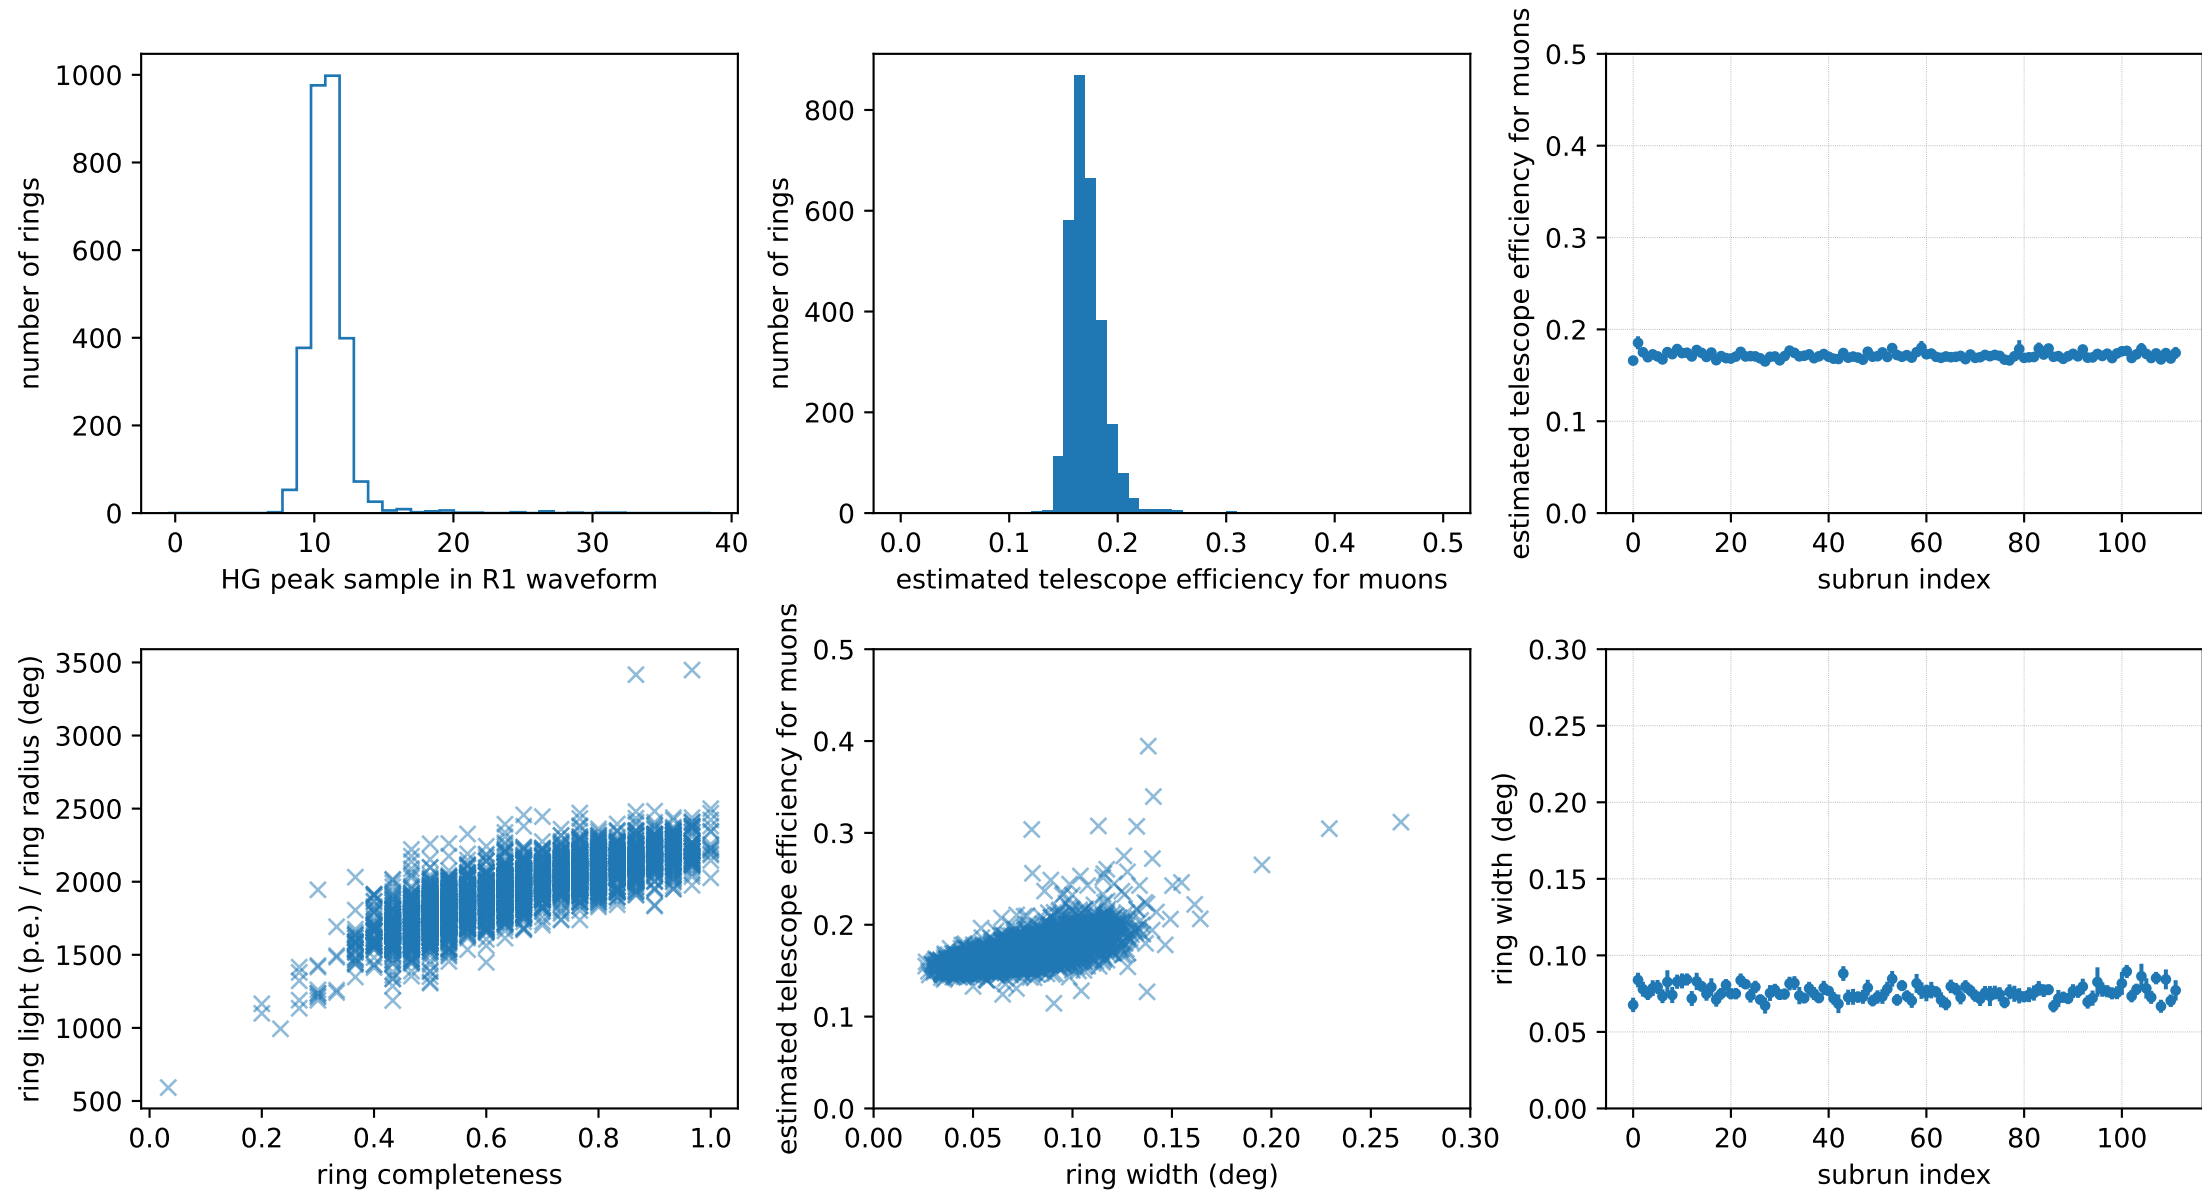 number of rings
1000
800
600
400
200
0
0 10 20 30 40
HG peak sample in R1 waveform
number of rings
800
600
400
200
0
0.0 0.1 0.2 0.3 0.4 0.5
estimated telescope efficiency for muons
estimated telescope efficiency for muons
0.5
0.4
0.3
0.2
0.1
0.0
0 20 40 60 80 100
subrun index
ring light (p.e.) / ring radius (deg)
3500
3000
2500
2000
1500
1000
500
0.0 0.2 0.4 0.6 0.8 1.0
ring completeness
estimated telescope efficiency for muons
0.5
0.4
0.3
0.2
0.1
0.0
0.00 0.05 0.10 0.15 0.20 0.25 0.30
ring width (deg)
ring width (deg)
0.30
0.25
0.20
0.15
0.10
0.05
0.00
0 20 40 60 80 100
subrun index